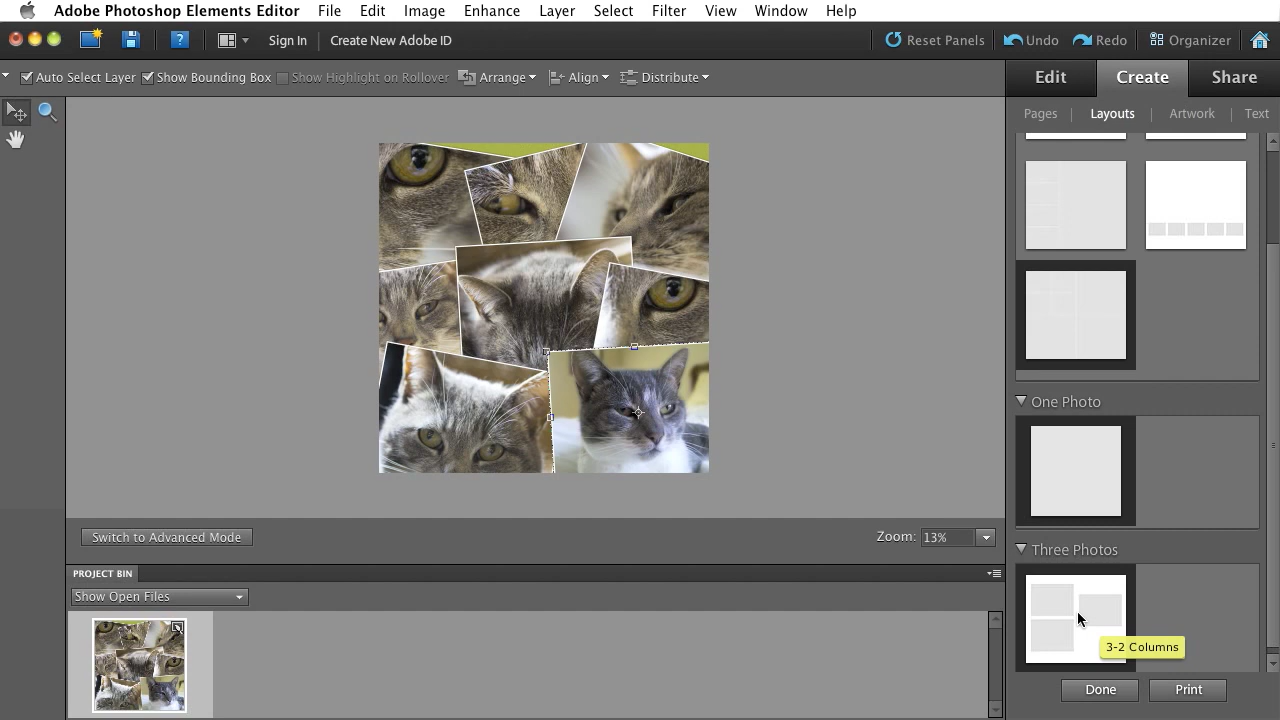 Adobe Photoshop Elements Editor File Edit Image Enhance Layer Select Filter View Window Help
Sign In Create New Adobe ID Reset Panels Undo Redo Organizer
Auto Select Layer Show Bounding Box Show Highlight on Rollover Arrange Align Distribute
Edit Create Share
Pages Layouts Artwork Text
One Photo
Three Photos
3-2 Columns
Switch to Advanced Mode Zoom: 13%
PROJECT BIN
Show Open Files
Done Print